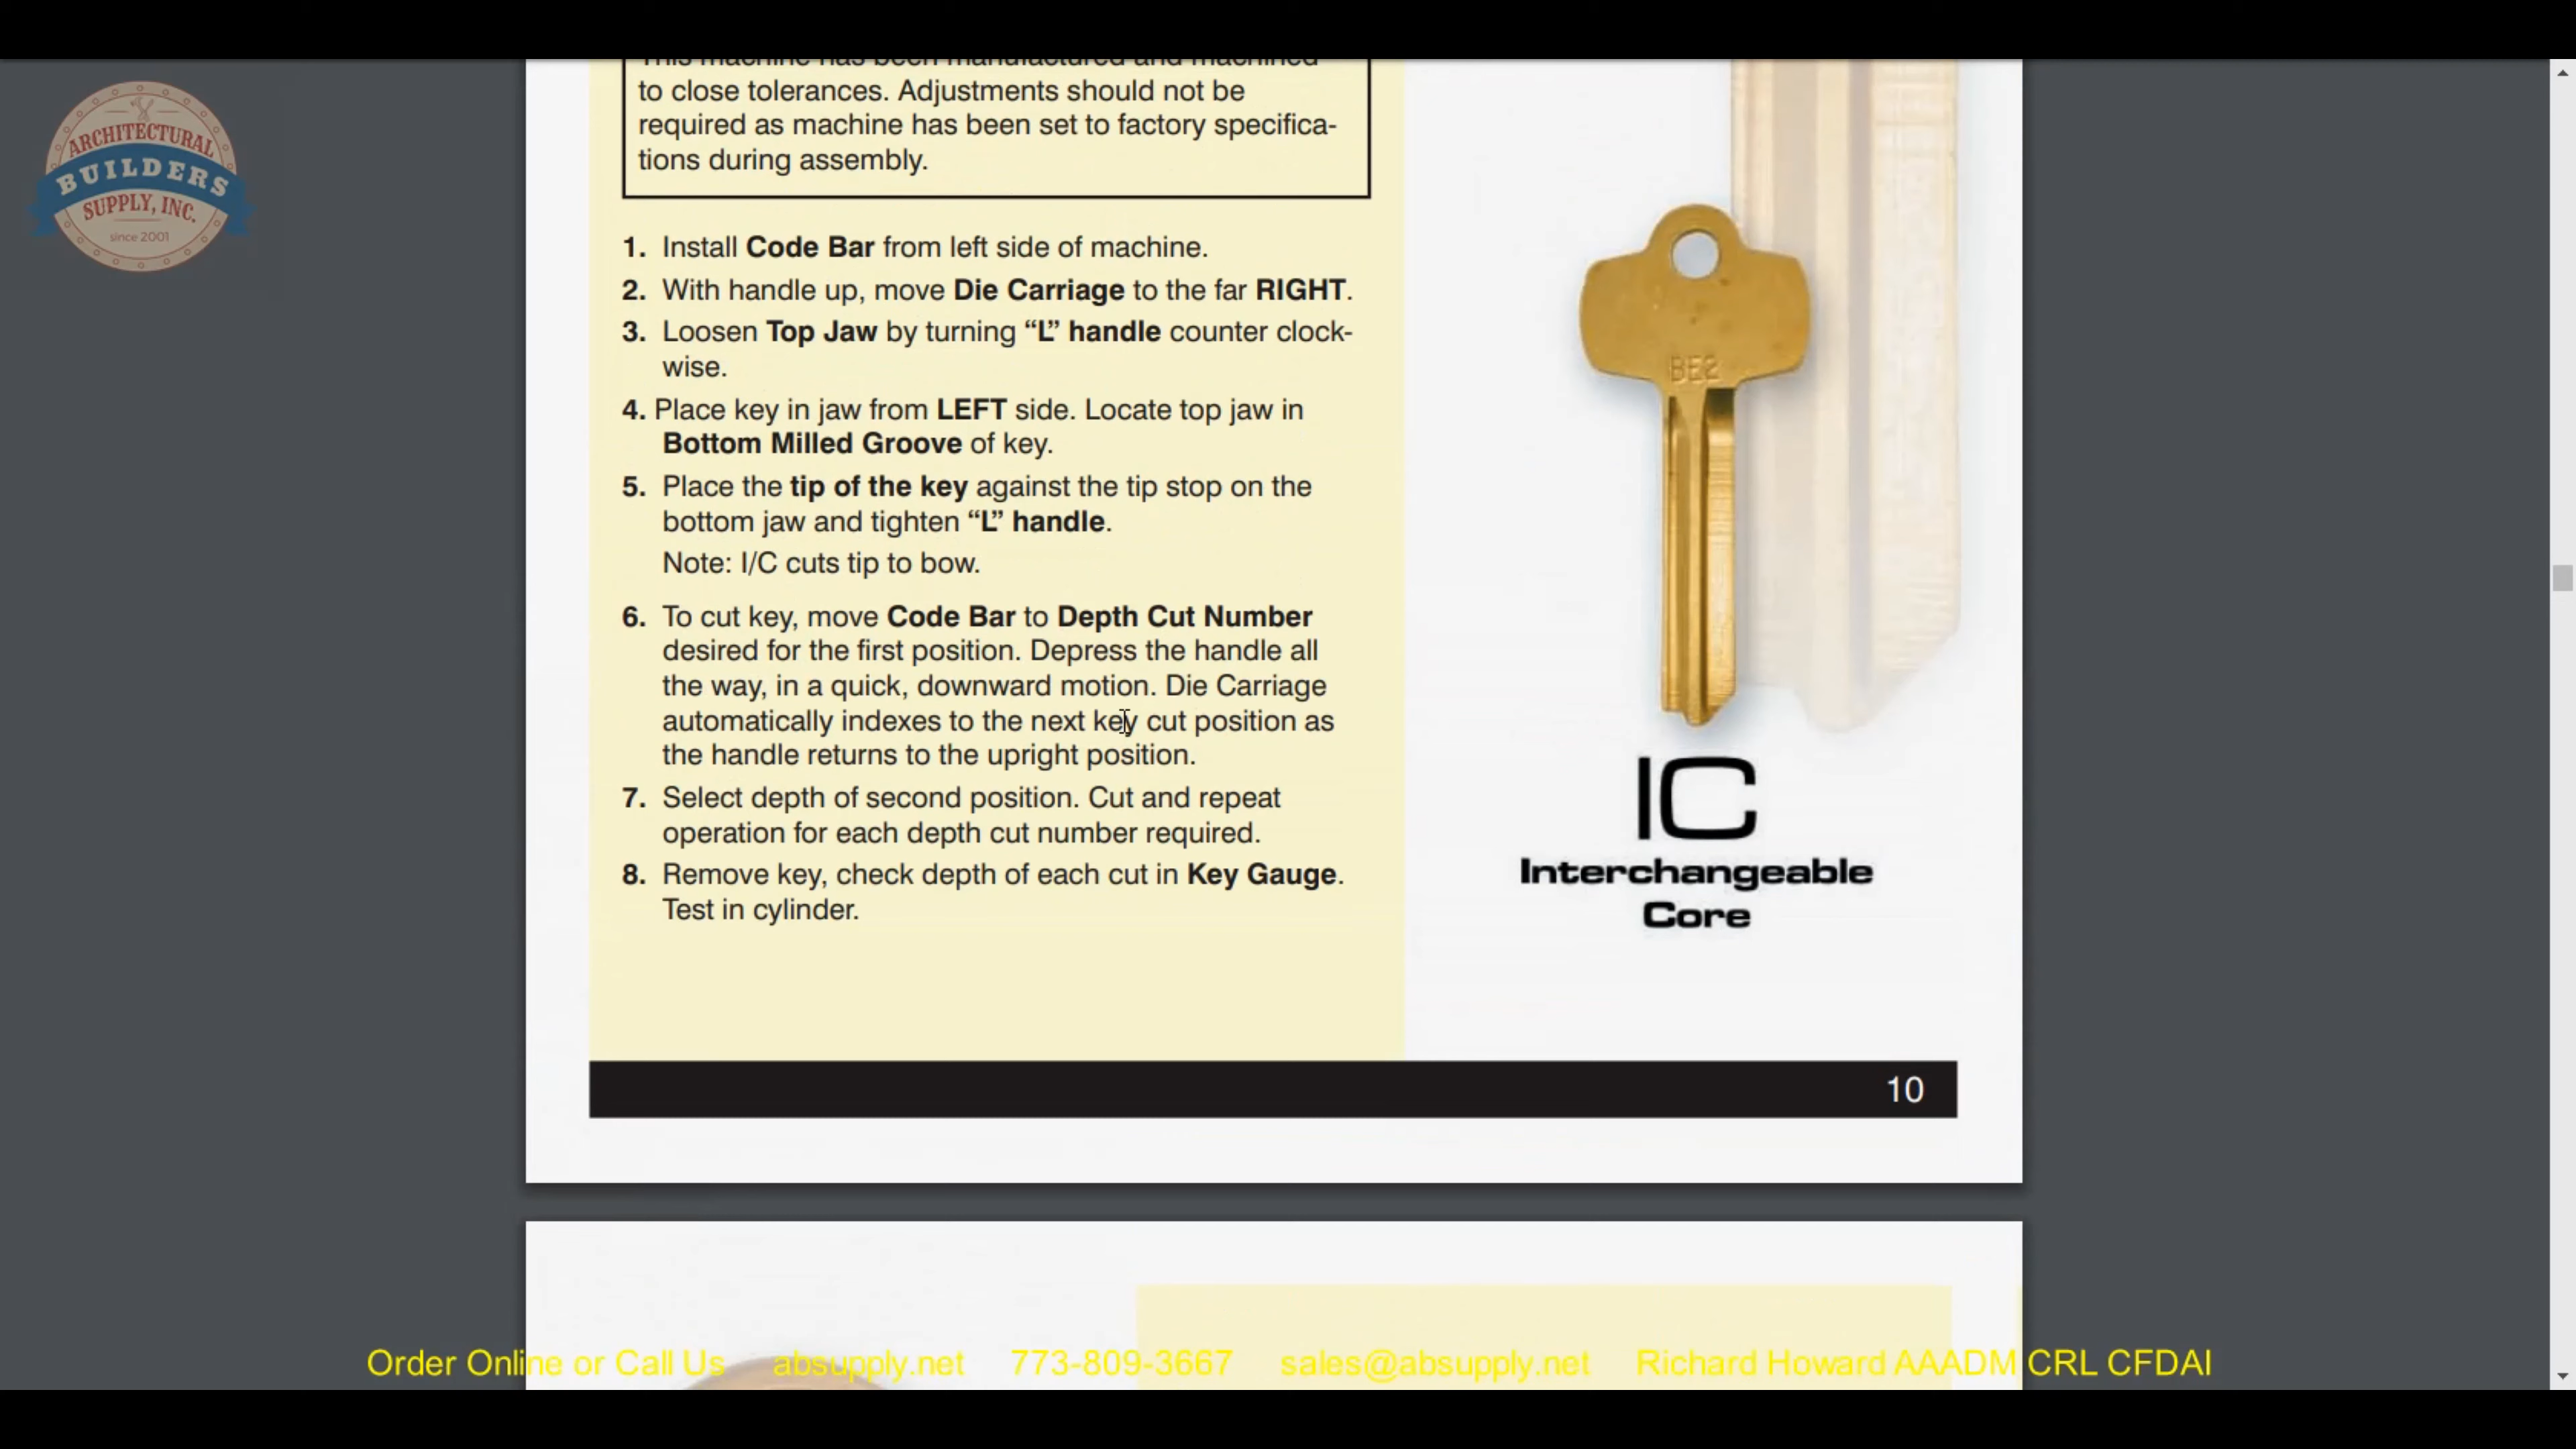 ARCHITECTURAL
BUILDERS
SUPPLY, INC.
since 2001
This machine has been manufactured and machined
to close tolerances. Adjustments should not be
required as machine has been set to factory specifica-
tions during assembly.
1. Install Code Bar from left side of machine.
2. With handle up, move Die Carriage to the far RIGHT.
3. Loosen Top Jaw by turning “L” handle counter clock-
wise.
4. Place key in jaw from LEFT side. Locate top jaw in
Bottom Milled Groove of key.
5. Place the tip of the key against the tip stop on the
bottom jaw and tighten “L” handle.
Note: I/C cuts tip to bow.
6. To cut key, move Code Bar to Depth Cut Number
desired for the first position. Depress the handle all
the way, in a quick, downward motion. Die Carriage
automatically indexes to the next key cut position as
the handle returns to the upright position.
7. Select depth of second position. Cut and repeat
operation for each depth cut number required.
8. Remove key, check depth of each cut in Key Gauge.
Test in cylinder.
BE2
IC
Interchangeable
Core
10
Order Online or Call Us absupply.net 773-809-3667 sales@absupply.net Richard Howard AAADM CRL CFDAI